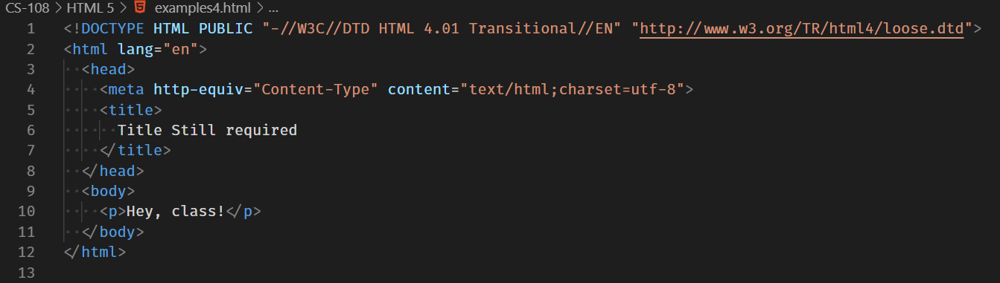 CS-108 > HTML 5 > examples4.html > ...
1 <!DOCTYPE HTML PUBLIC "-//W3C//DTD HTML 4.01 Transitional//EN" "http://www.w3.org/TR/html4/loose.dtd">
2 <html lang="en">
3   <head>
4     <meta http-equiv="Content-Type" content="text/html;charset=utf-8">
5     <title>
6       Title Still required
7     </title>
8   </head>
9   <body>
10     <p>Hey, class!</p>
11   </body>
12 </html>
13